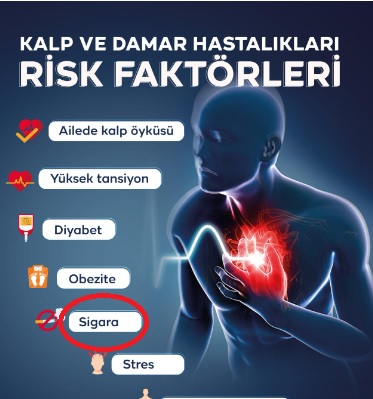 KALP VE DAMAR HASTALIKLARI
RİSK FAKTÖRLERİ
Ailede kalp öyküsü
Yüksek tansiyon
Diyabet
Obezite
Sigara
Stres